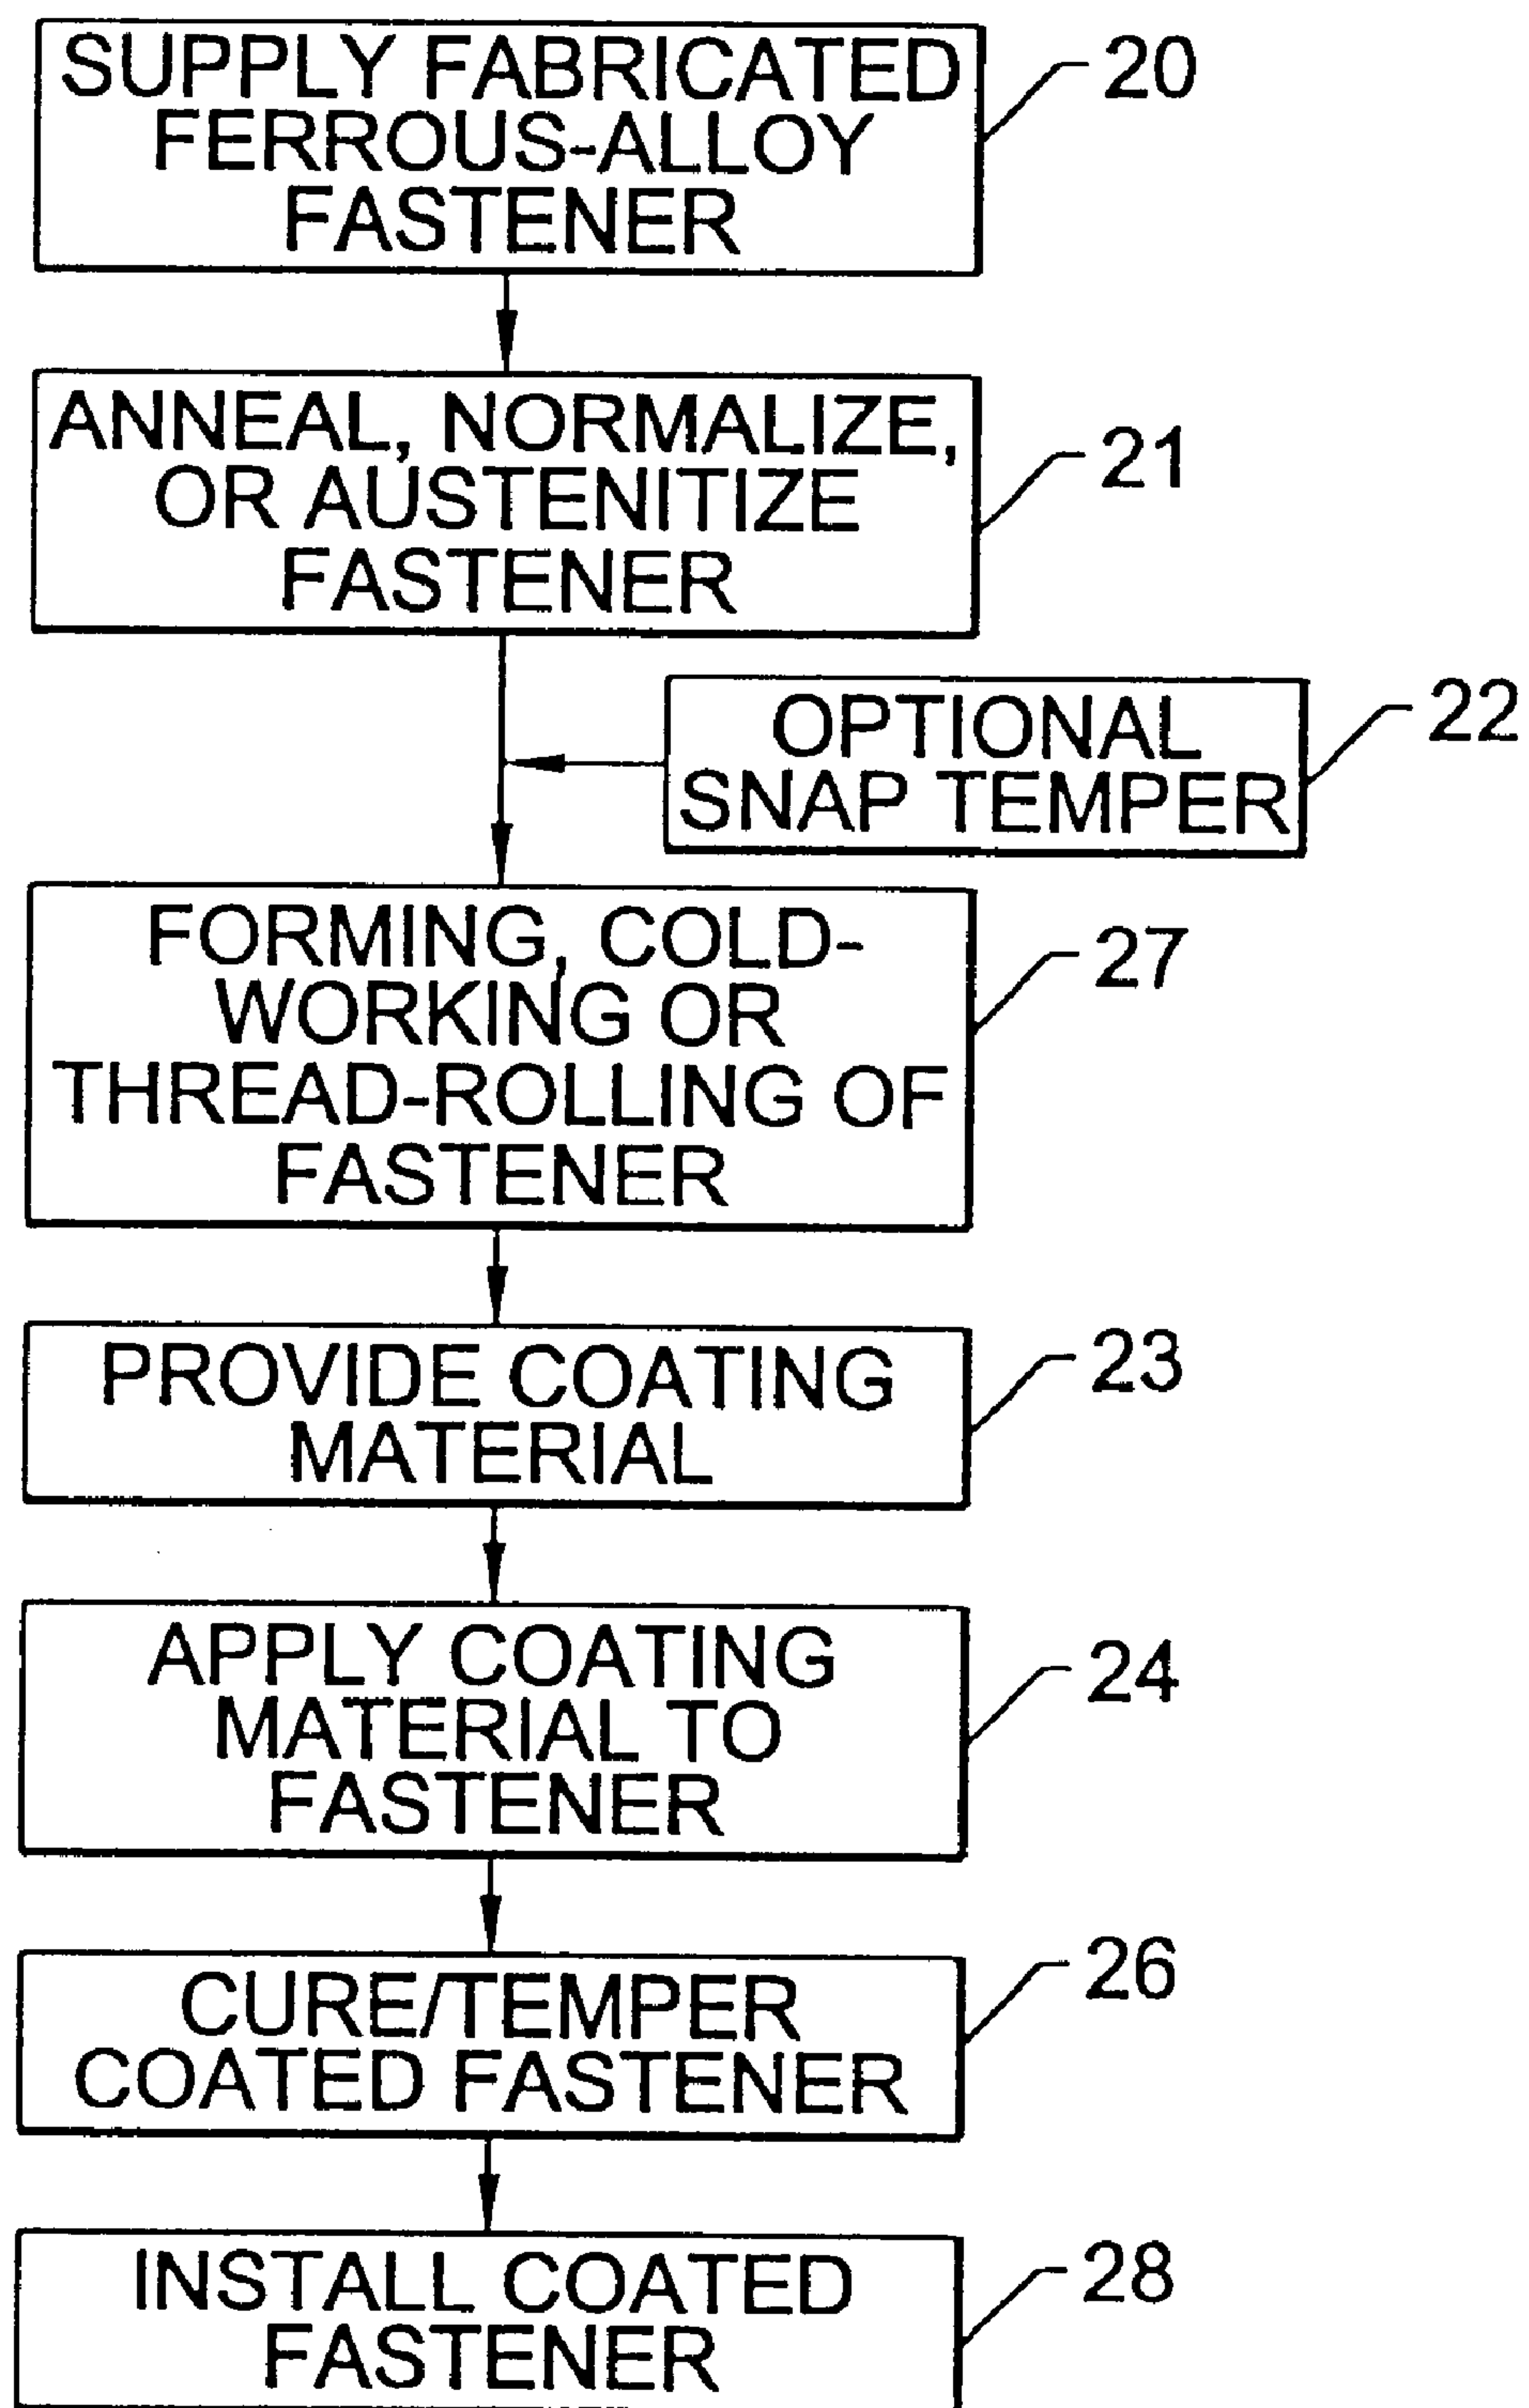 SUPPLY FABRICATED
FERROUS-ALLOY
FASTENER
20
ANNEAL, NORMALIZE,
OR AUSTENITIZE
FASTENER
21
OPTIONAL
SNAP TEMPER
22
FORMING, COLD-
WORKING OR
THREAD-ROLLING OF
FASTENER
27
PROVIDE COATING
MATERIAL
23
APPLY COATING
MATERIAL TO
FASTENER
24
CURE/TEMPER
COATED FASTENER
26
INSTALL COATED
FASTENER
28